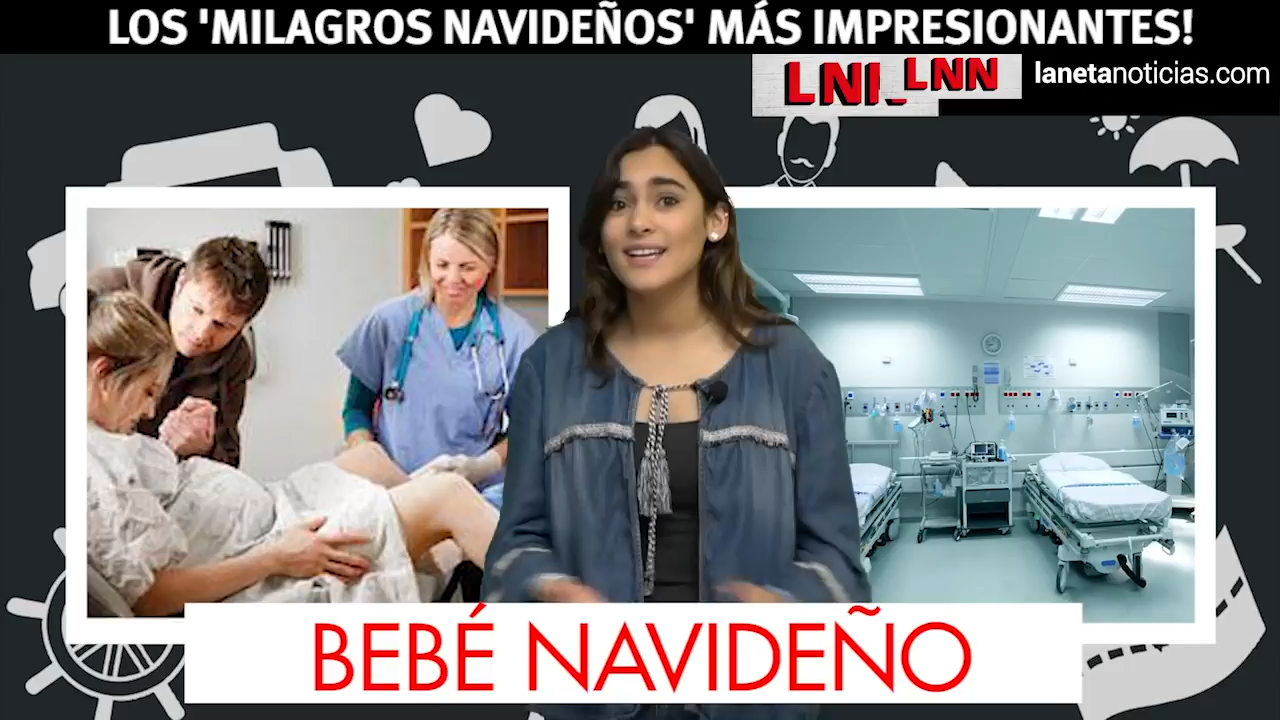 LOS 'MILAGROS NAVIDEÑOS' MÁS IMPRESIONANTES!
LNN
lanetanoticias.com
BEBÉ NAVIDEÑO